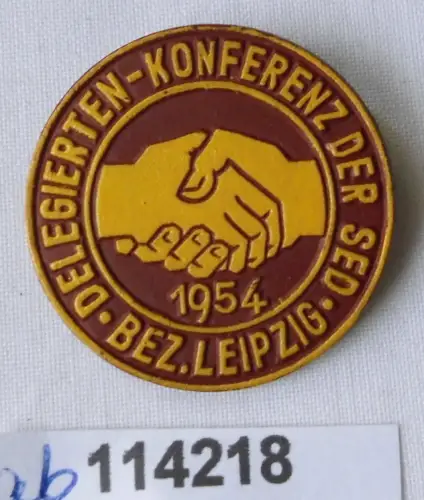 DELEGIERTEN-KONFERENZ DER SED
· BEZ. LEIPZIG ·
1954
114218